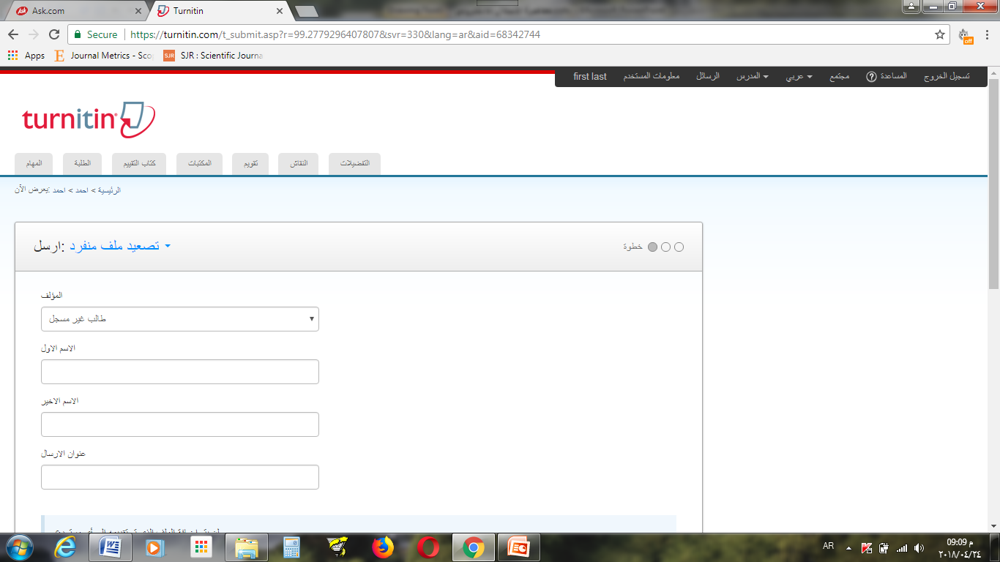 Ask.com
Turnitin
Secure
https://turnitin.com/t_submit.asp?r=99.2779296407807&svr=330&lang=ar&aid=68342744
off
Apps
Journal Metrics - Sco
SJR
SJR : Scientific Journa
first last
معلومات المستخدم
الرسائل
المدرس
عربي
مجتمع
المساعدة
تسجيل الخروج
turnitin
المهام
الطلبة
كتاب التقييم
المكتبات
تقويم
النقاش
التفضيلات
يعرض الآن: الرئيسية > احمد > احمد
ارسل: تصعيد ملف منفرد
خطوة
المؤلف
طالب غير مسجل
الاسم الاول
الاسم الاخير
عنوان الارسال
AR
09:09 م
٢٠١٨/٠٤/٢٤